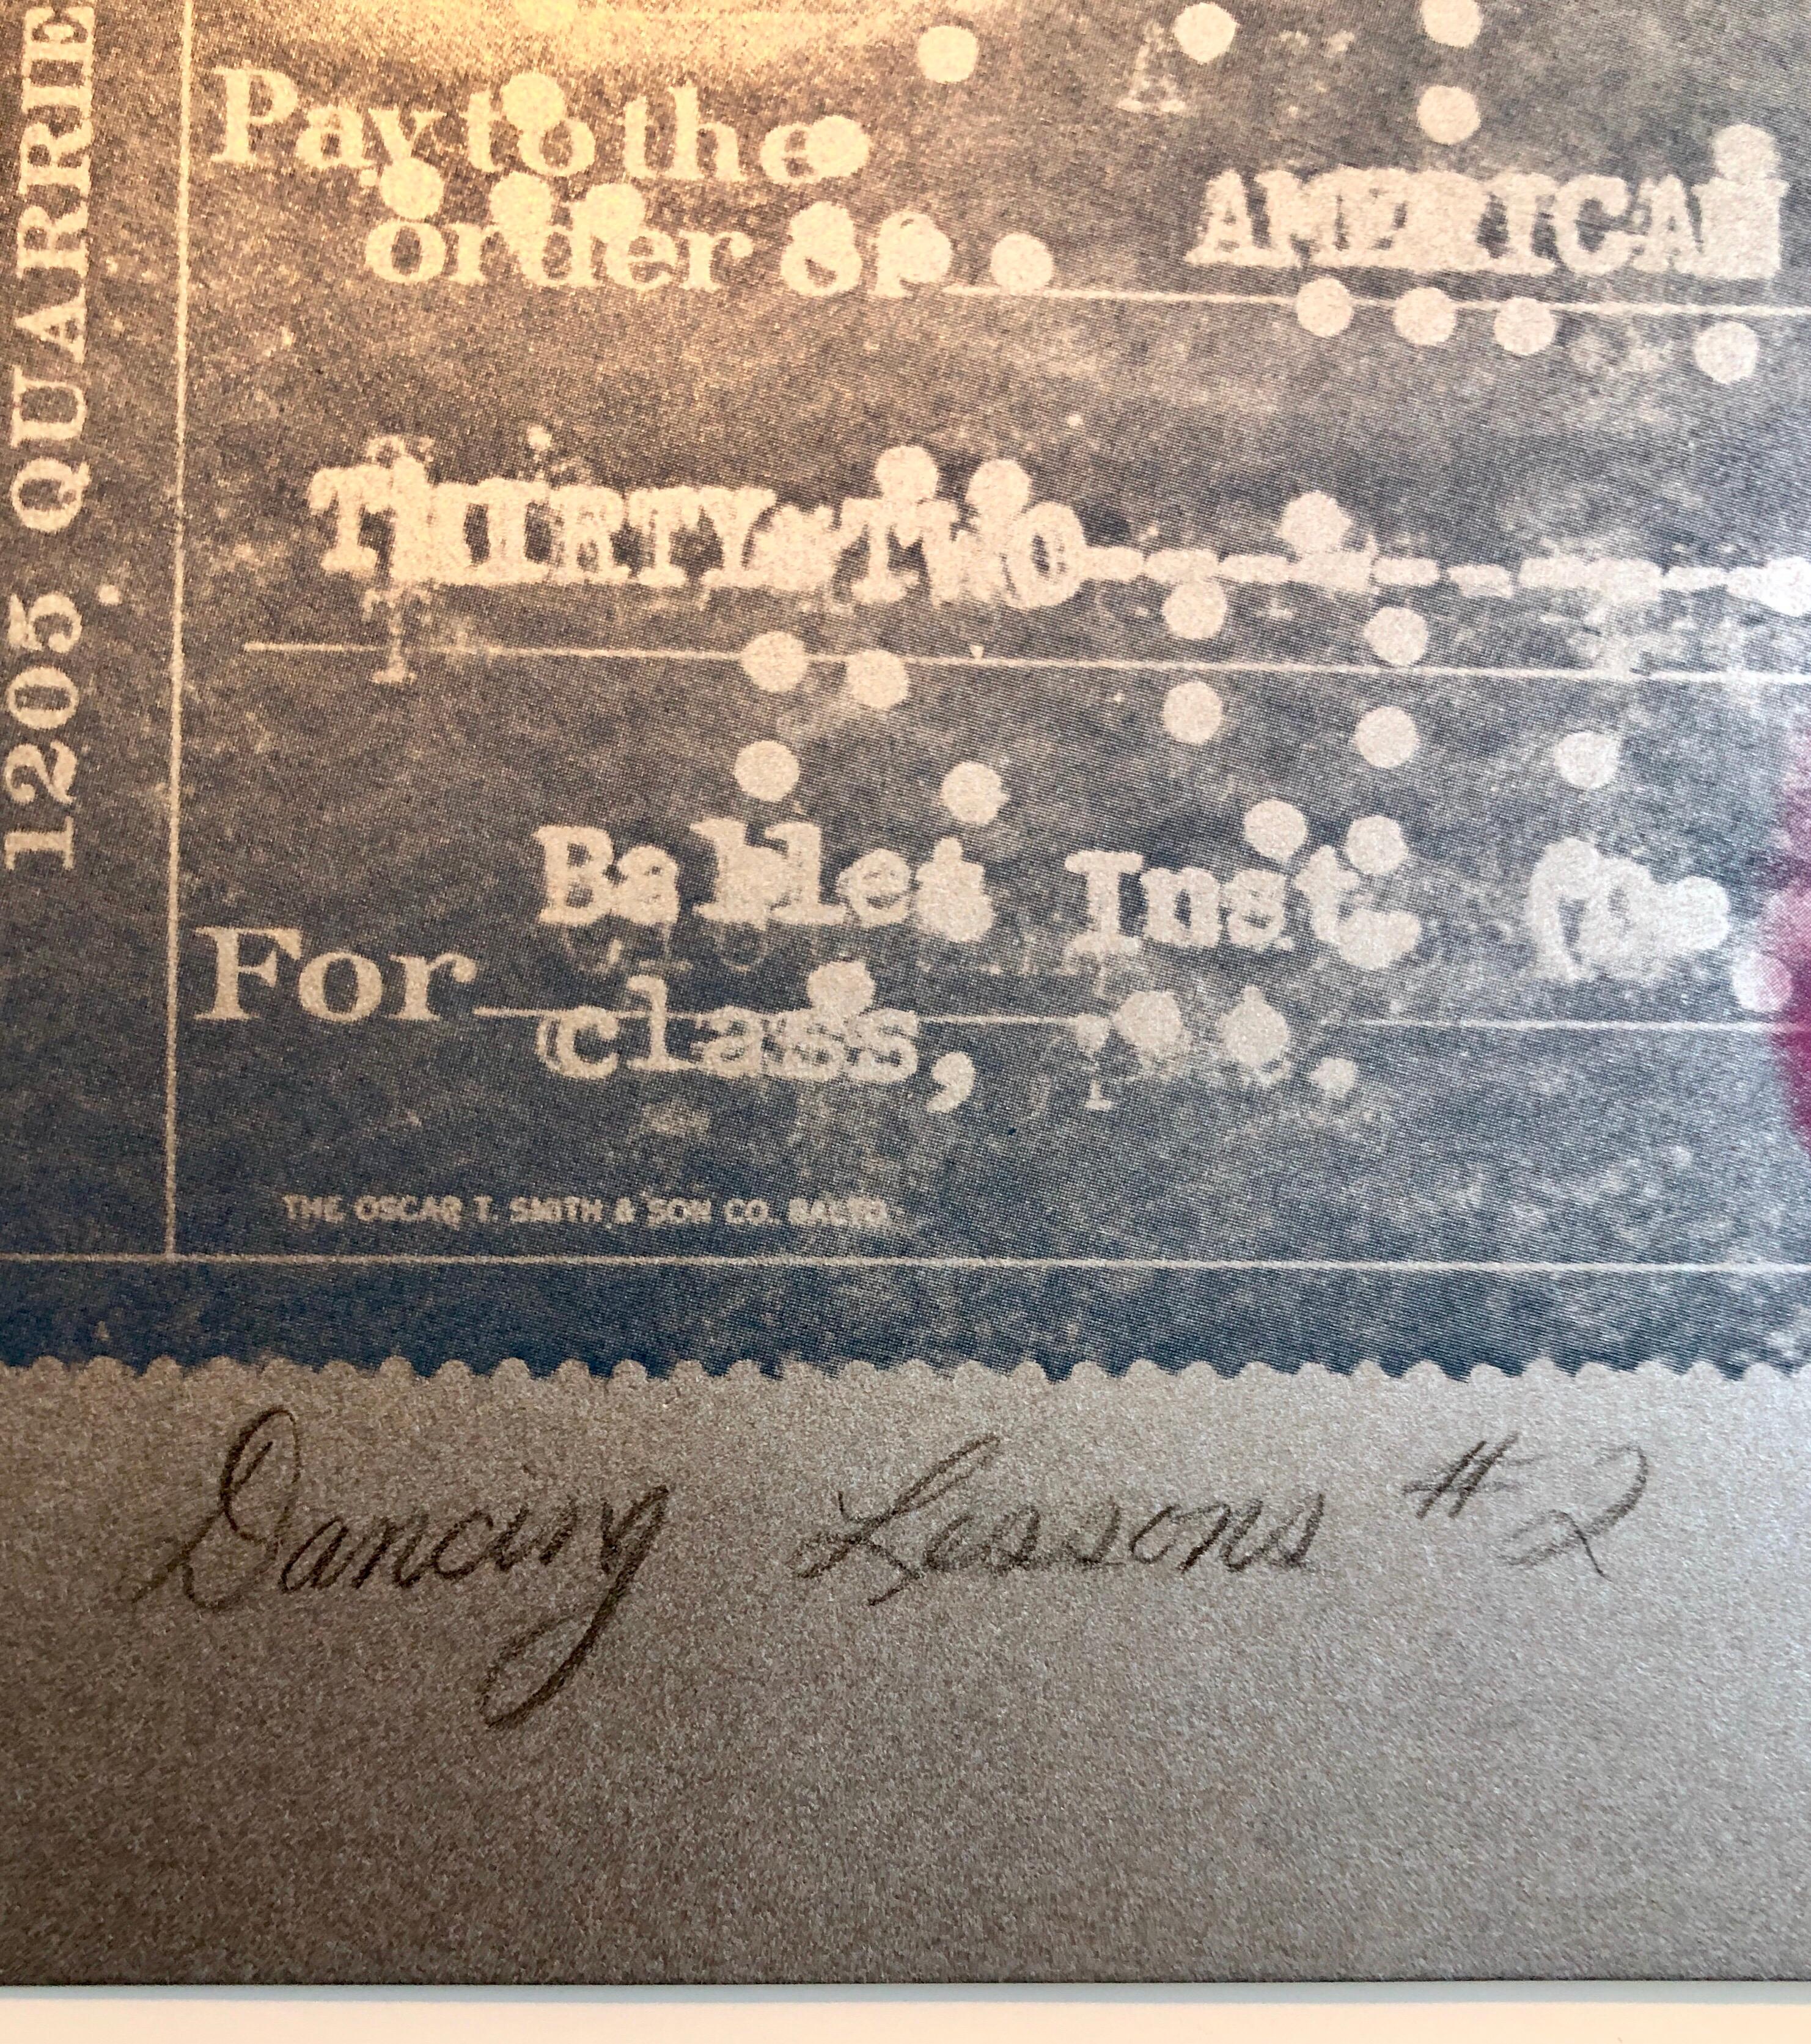 1205. QUARRIE
Pay to the
order of AMERICAN
THIRTY-TWO
Ballet Inst.
For class,
THE OSCAR T. SMITH & SON CO. BALTO.
Dancing Lessons #2